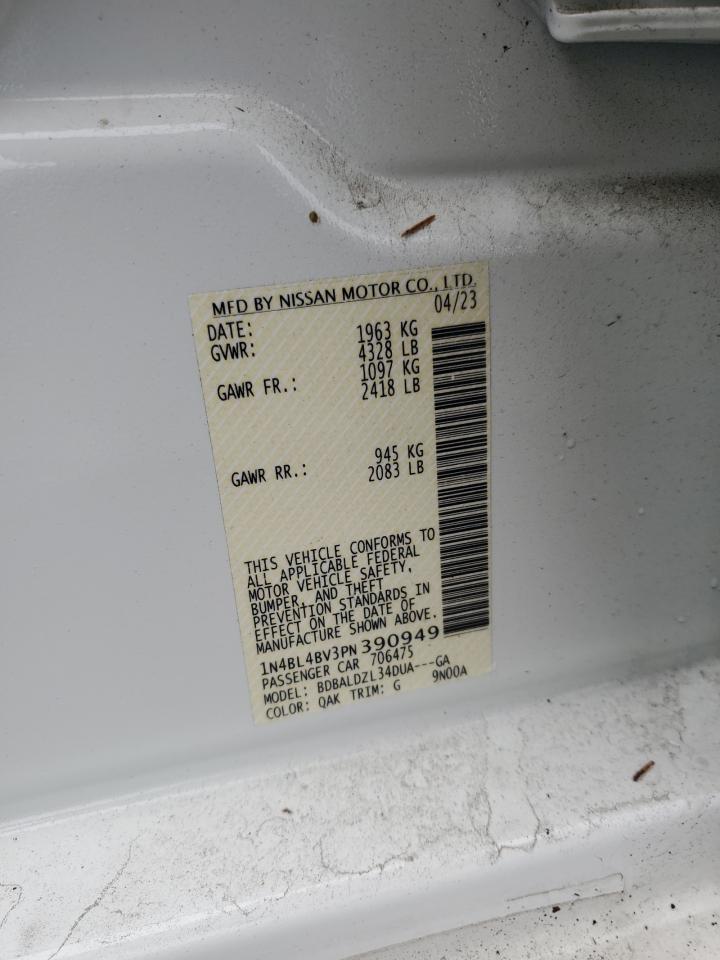 MFD BY NISSAN MOTOR CO., LTD.
DATE: 04/23
GVWR: 1963 KG
4328 LB
GAWR FR.: 1097 KG
2418 LB
GAWR RR.: 945 KG
2083 LB
THIS VEHICLE CONFORMS TO
ALL APPLICABLE FEDERAL
MOTOR VEHICLE SAFETY,
BUMPER, AND THEFT
PREVENTION STANDARDS IN
EFFECT ON THE DATE OF
MANUFACTURE SHOWN ABOVE.
1N4BL4BV3PN390949
PASSENGER CAR 706475
MODEL: BDBALDZL34DUA---GA
COLOR: QAK TRIM: G 9N00A